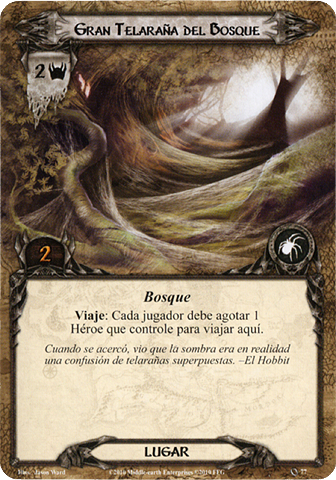 Gran Telaraña del Bosque
2
2
Bosque
Viaje: Cada jugador debe agotar 1
Héroe que controle para viajar aquí.
Cuando se acercó, vio que la sombra era en realidad
una confusión de telarañas superpuestas. –El Hobbit
LUGAR